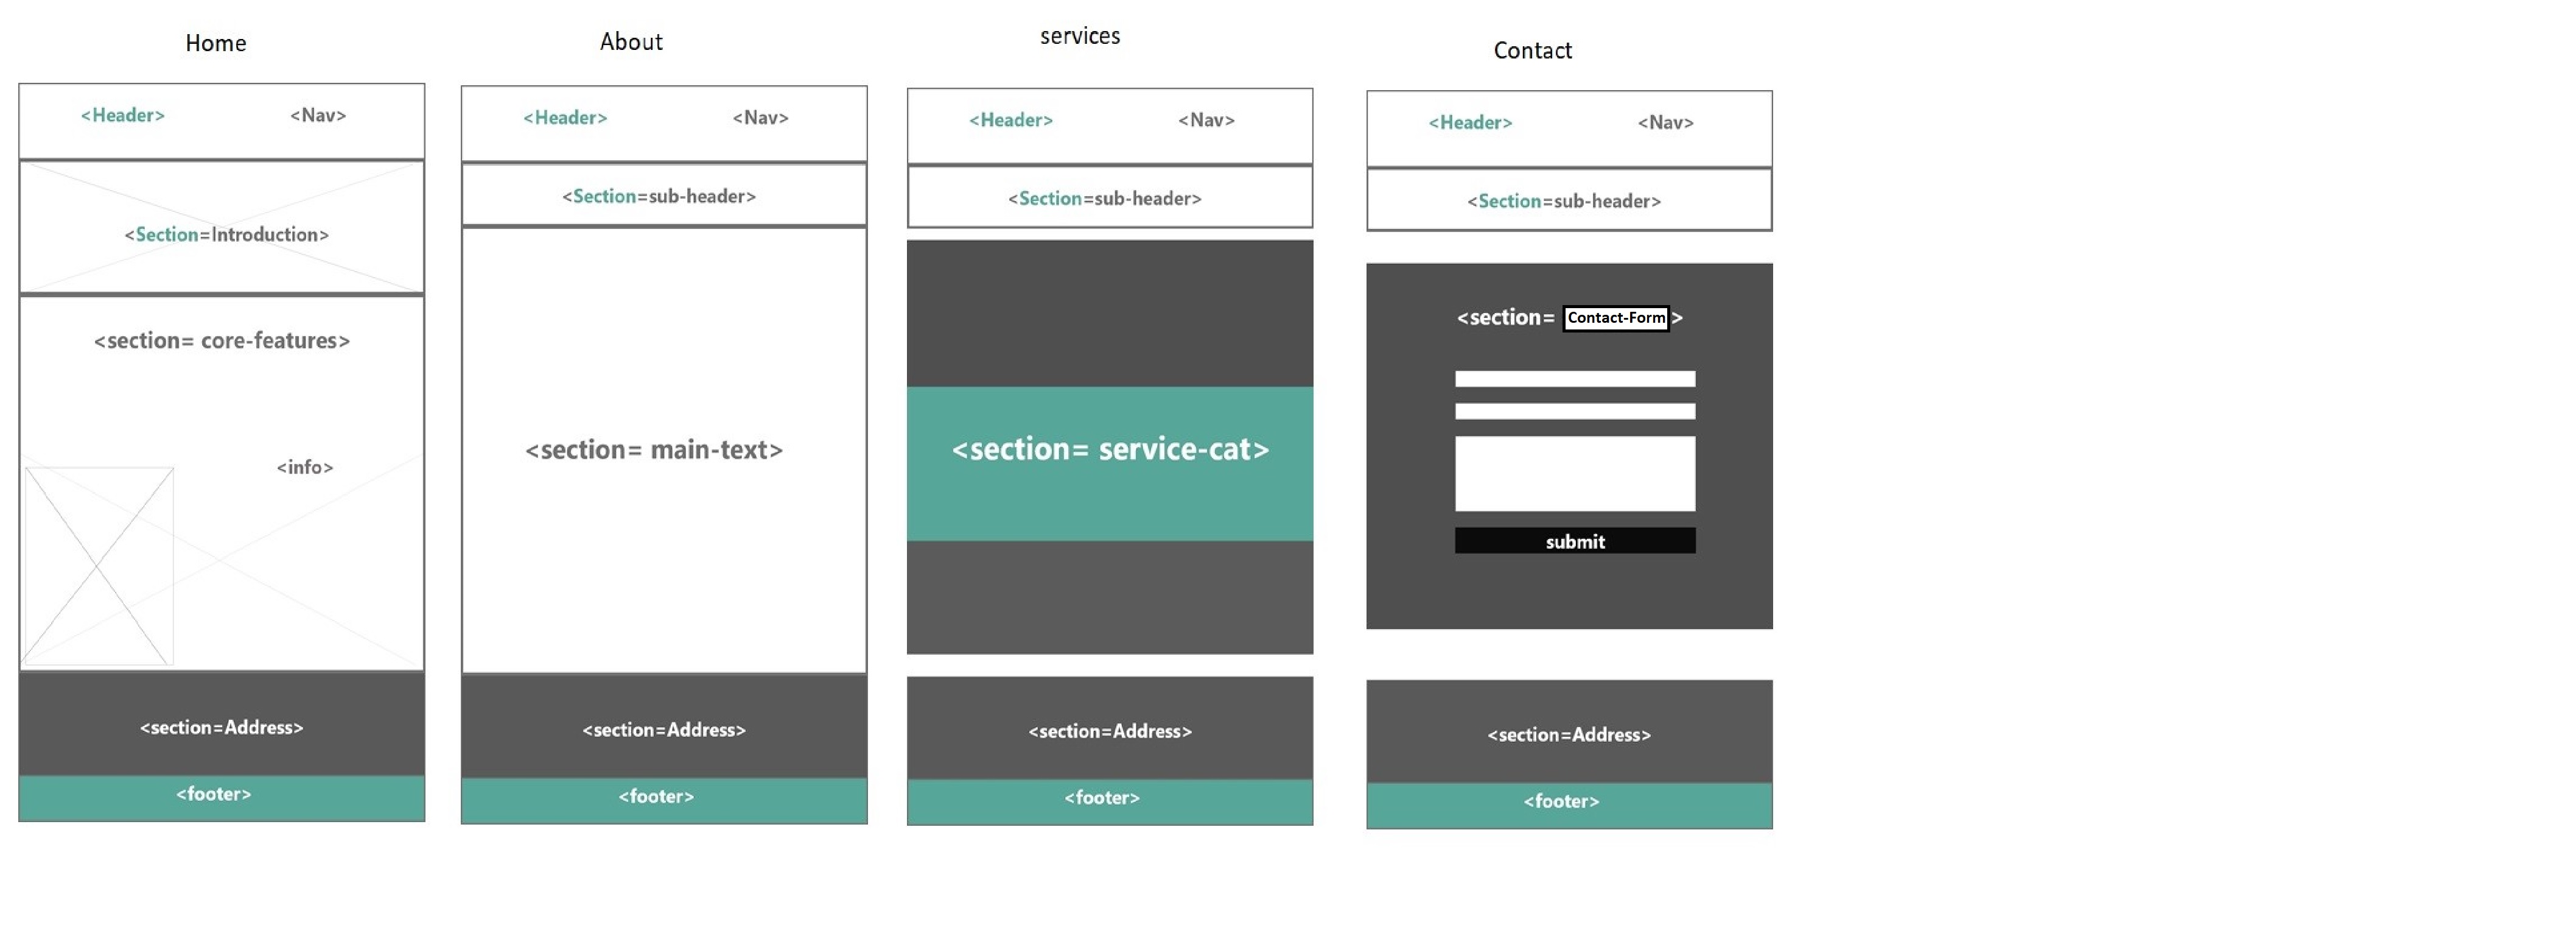 Home
<Header> <Nav>
<Section=Introduction>
<section= core-features>
<info>
<section=Address>
<footer>
About
<Header> <Nav>
<Section=sub-header>
<section= main-text>
<section=Address>
<footer>
services
<Header> <Nav>
<Section=sub-header>
<section= service-cat>
<section=Address>
<footer>
Contact
<Header> <Nav>
<Section=sub-header>
<section= Contact-Form>
submit
<section=Address>
<footer>